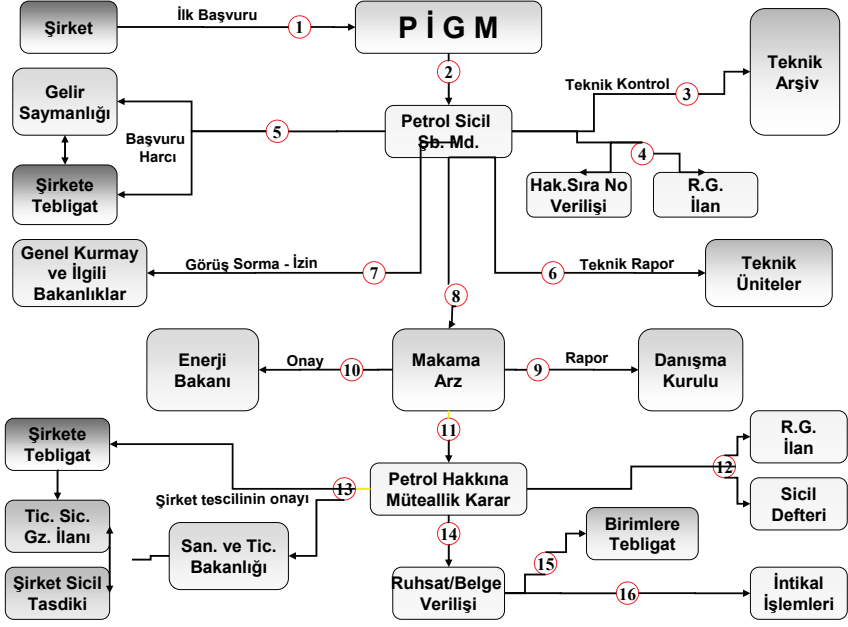 Şirket
İlk Başvuru
1
P İ G M
2
Teknik Kontrol
3
Teknik
Arşiv
Gelir
Saymanlığı
Başvuru
Harcı
5
Petrol Sicil
Şb. Md.
4
Şirkete
Tebligat
Hak.Sıra No
Verilişi
R.G.
İlan
Genel Kurmay
ve İlgili
Bakanlıklar
Görüş Sorma - İzin
7
6
Teknik Rapor
Teknik
Üniteler
8
Enerji
Bakanı
Onay
10
Makama
Arz
9
Rapor
Danışma
Kurulu
11
Şirkete
Tebligat
R.G.
İlan
12
Petrol Hakkına
Müteallik Karar
13
Şirket tescilinin onayı
Sicil
Defteri
Tic. Sic.
Gz. İlanı
San. ve Tic.
Bakanlığı
14
Birimlere
Tebligat
15
Şirket Sicil
Tasdiki
Ruhsat/Belge
Verilişi
16
İntikal
İşlemleri